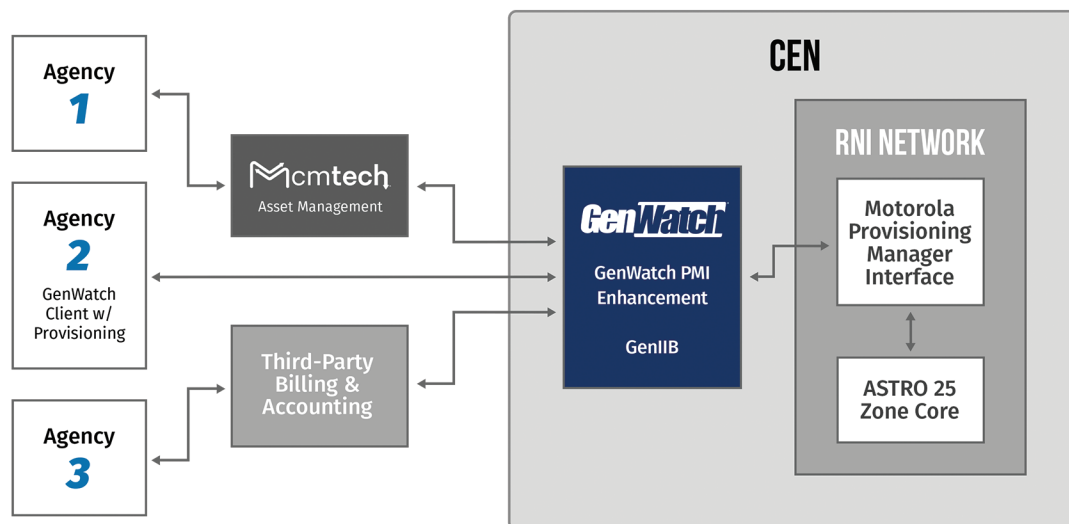 Agency
1
Agency
2
GenWatch
Client w/
Provisioning
Agency
3
Mcmtech
Asset Management
Third-Party
Billing &
Accounting
CEN
GenWatch
GenWatch PMI
Enhancement
GenIIB
RNI NETWORK
Motorola
Provisioning
Manager
Interface
ASTRO 25
Zone Core